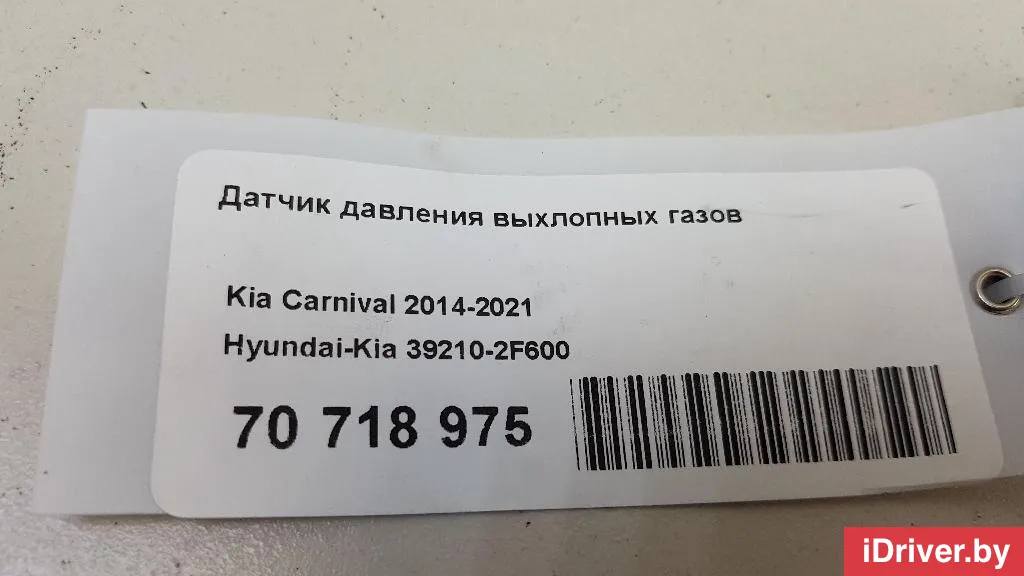 Датчик давления выхлопных газов
Kia Carnival 2014-2021
Hyundai-Kia 39210-2F600
70 718 975
iDriver.by